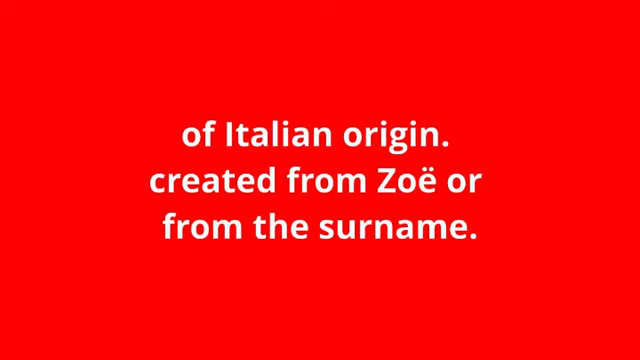 of Italian origin.
created from Zoë or
from the surname.